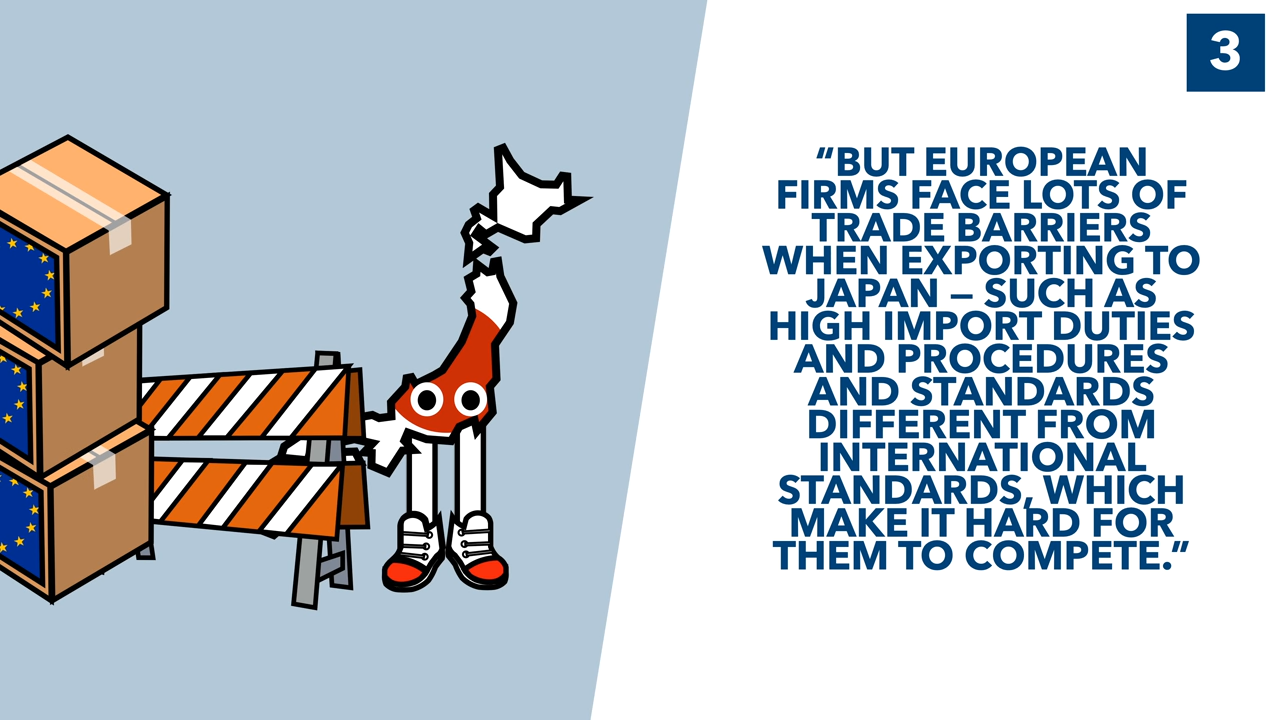 3
“BUT EUROPEAN
FIRMS FACE LOTS OF
TRADE BARRIERS
WHEN EXPORTING TO
JAPAN – SUCH AS
HIGH IMPORT DUTIES
AND PROCEDURES
AND STANDARDS
DIFFERENT FROM
INTERNATIONAL
STANDARDS, WHICH
MAKE IT HARD FOR
THEM TO COMPETE.”